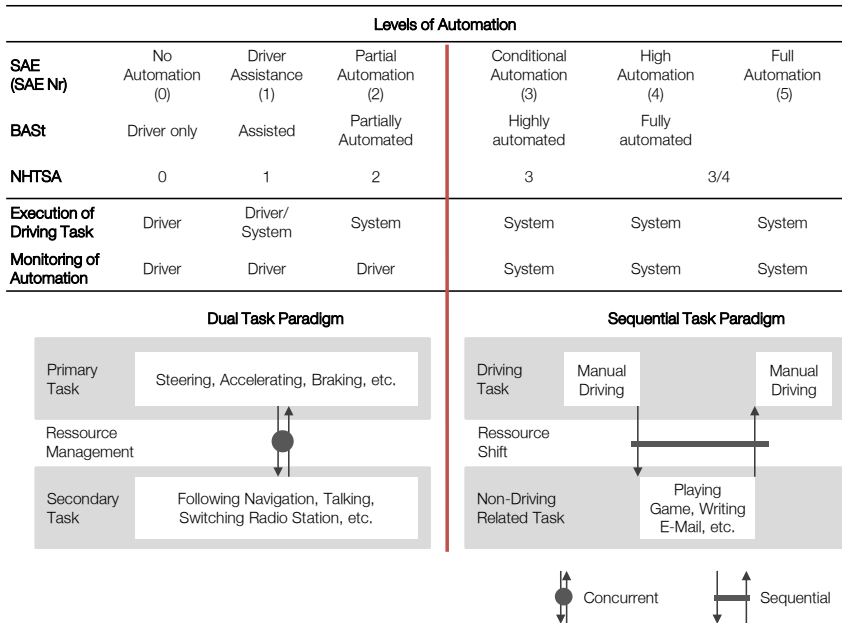 Levels of Automation
SAE
(SAE Nr)
No
Automation
(0)
Driver
Assistance
(1)
Partial
Automation
(2)
Conditional
Automation
(3)
High
Automation
(4)
Full
Automation
(5)
BASt
Driver only
Assisted
Partially
Automated
Highly
automated
Fully
automated
NHTSA
0
1
2
3
3/4
Execution of
Driving Task
Driver
Driver/
System
System
System
System
System
Monitoring of
Automation
Driver
Driver
Driver
System
System
System
Dual Task Paradigm
Primary
Task
Steering, Accelerating, Braking, etc.
Ressource
Management
Secondary
Task
Following Navigation, Talking,
Switching Radio Station, etc.
Sequential Task Paradigm
Driving
Task
Manual
Driving
Manual
Driving
Ressource
Shift
Non-Driving
Related Task
Playing
Game, Writing
E-Mail, etc.
Concurrent
Sequential